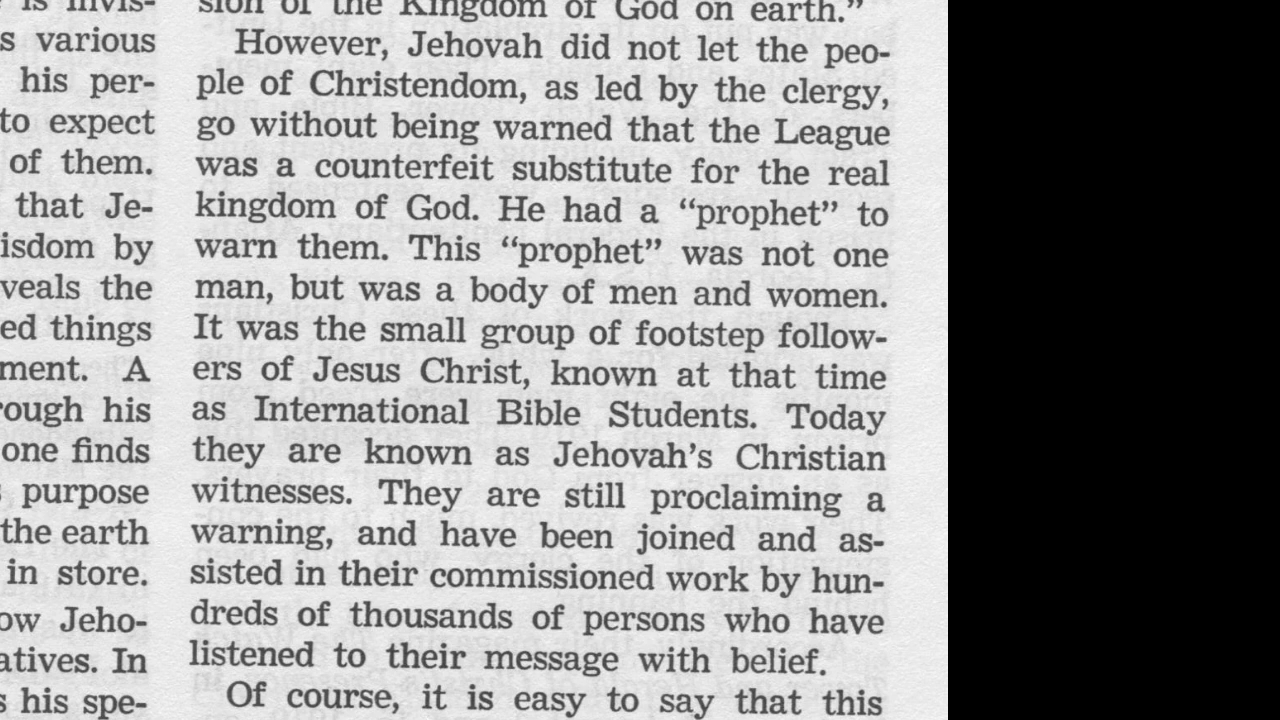 is invis-
s various
his per-
to expect
of them.
that Je-
isdom by
veals the
ed things
ment. A
rough his
one finds
purpose
the earth
in store.
ow Jeho-
atives. In
s his spe-
sion of the Kingdom of God on earth.”
However, Jehovah did not let the peo-
ple of Christendom, as led by the clergy,
go without being warned that the League
was a counterfeit substitute for the real
kingdom of God. He had a “prophet” to
warn them. This “prophet” was not one
man, but was a body of men and women.
It was the small group of footstep follow-
ers of Jesus Christ, known at that time
as International Bible Students. Today
they are known as Jehovah’s Christian
witnesses. They are still proclaiming a
warning, and have been joined and as-
sisted in their commissioned work by hun-
dreds of thousands of persons who have
listened to their message with belief.
Of course, it is easy to say that this